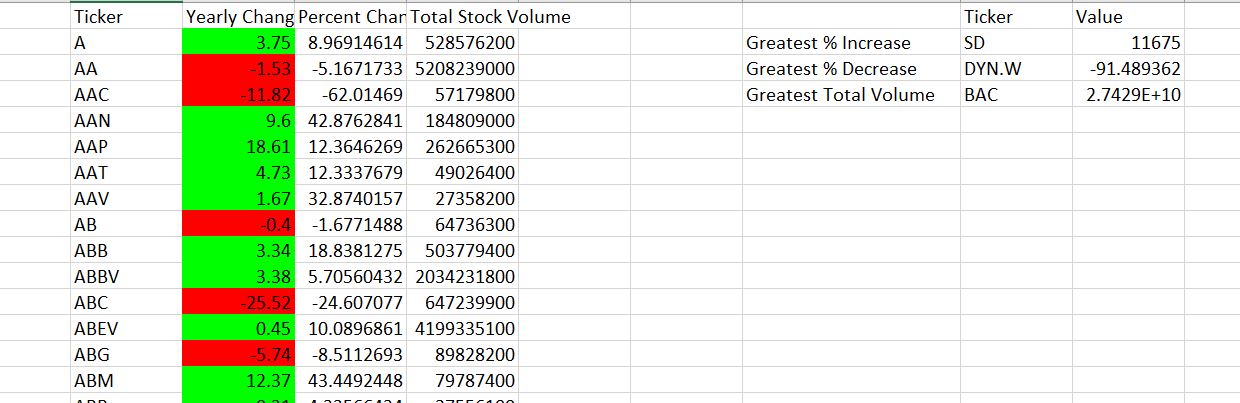 Ticker Yearly Chang Percent Chan Total Stock Volume Ticker Value
A 3.75 8.96914614 528576200 Greatest % Increase SD 11675
AA -1.53 -5.1671733 5208239000 Greatest % Decrease DYN.W -91.489362
AAC -11.82 -62.01469 57179800 Greatest Total Volume BAC 2.7429E+10
AAN 9.6 42.8762841 184809000
AAP 18.61 12.3646269 262665300
AAT 4.73 12.3337679 49026400
AAV 1.67 32.8740157 27358200
AB -0.4 -1.6771488 64736300
ABB 3.34 18.8381275 503779400
ABBV 3.38 5.70560432 2034231800
ABC -25.52 -24.607077 647239900
ABEV 0.45 10.0896861 4199335100
ABG -5.74 -8.5112693 89828200
ABM 12.37 43.4492448 79787400